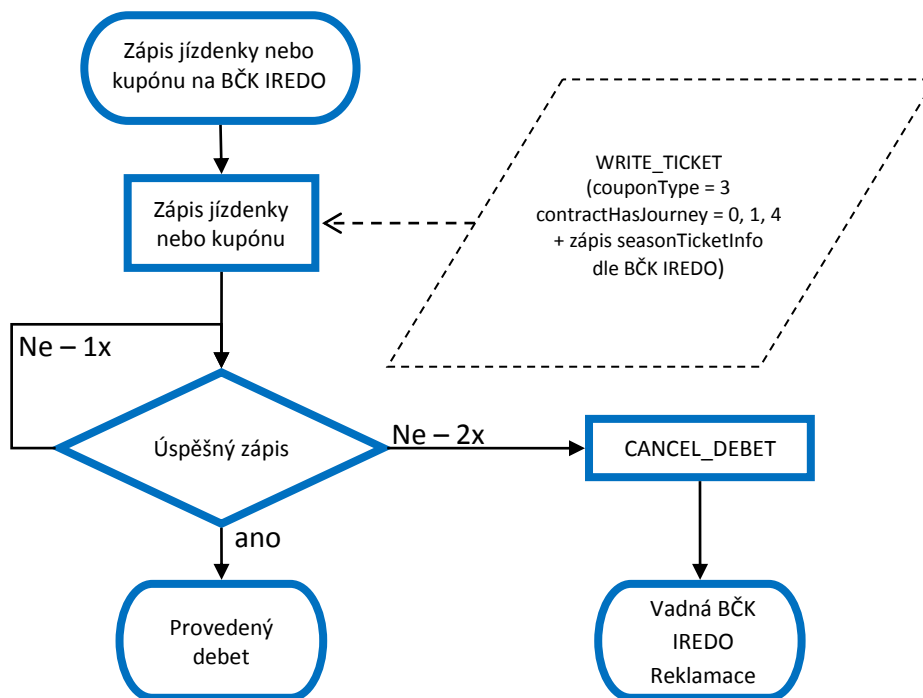 Zápis jízdenky nebo
kupónu na BČK IREDO
WRITE_TICKET
(couponType = 3
contractHasJourney = 0, 1, 4
+ zápis seasonTicketInfo
dle BČK IREDO)
Zápis jízdenky
nebo kupónu
Ne – 1x
Úspěšný zápis
Ne – 2x
CANCEL_DEBET
ano
Provedený
debet
Vadná BČK
IREDO
Reklamace